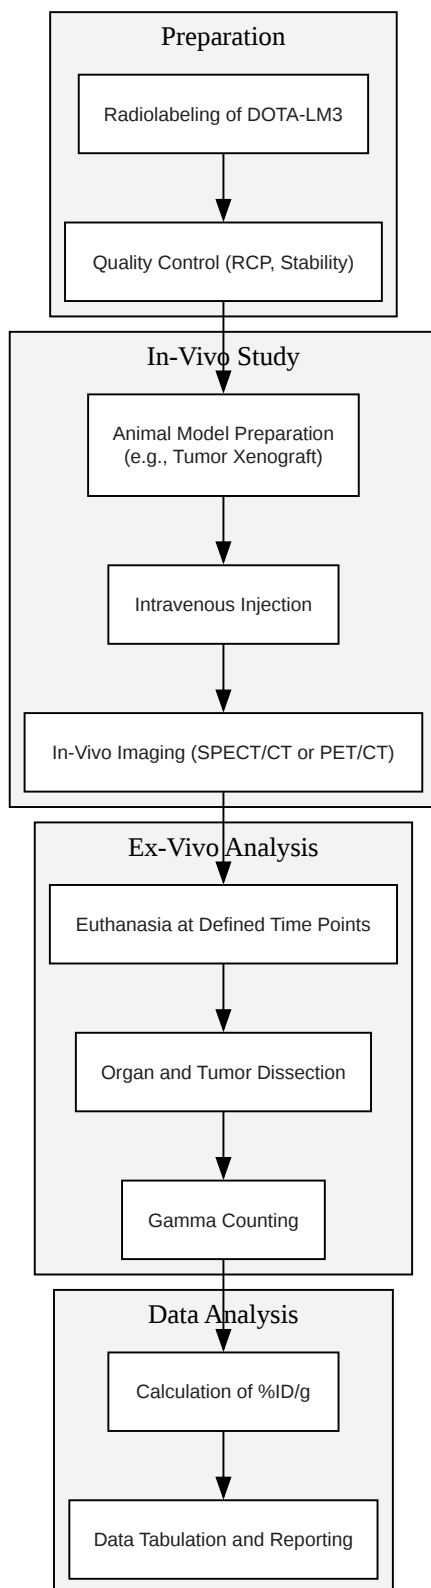 Preparation
Radiolabeling of DOTA-LM3
Quality Control (RCP, Stability)
In-Vivo Study
Animal Model Preparation
(e.g., Tumor Xenograft)
Intravenous Injection
In-Vivo Imaging (SPECT/CT or PET/CT)
Ex-Vivo Analysis
Euthanasia at Defined Time Points
Organ and Tumor Dissection
Gamma Counting
Data Analysis
Calculation of %ID/g
Data Tabulation and Reporting